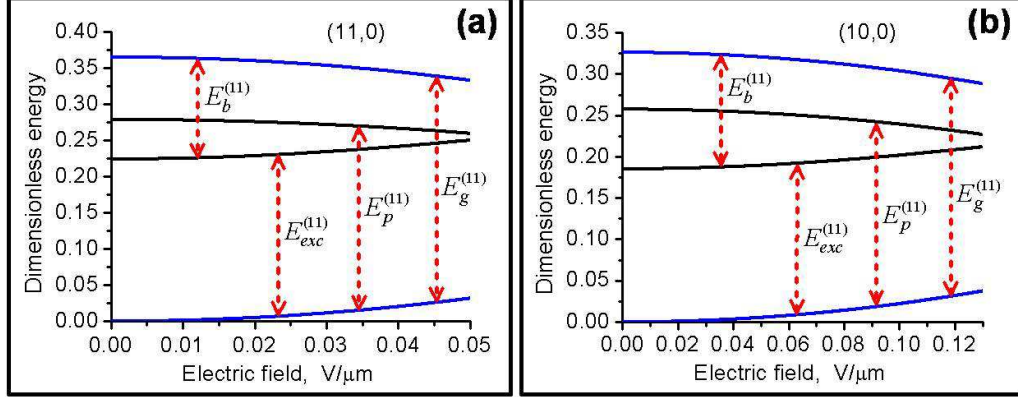 (a)
(11,0)
Dimensionless energy
0.40
0.35
0.30
0.25
0.20
0.15
0.10
0.05
0.00
E_b^{(11)}
E_{exc}^{(11)}
E_p^{(11)}
E_g^{(11)}
0.00 0.01 0.02 0.03 0.04 0.05
Electric field, V/μm
(b)
(10,0)
Dimensionless energy
0.35
0.30
0.25
0.20
0.15
0.10
0.05
0.00
E_b^{(11)}
E_{exc}^{(11)}
E_p^{(11)}
E_g^{(11)}
0.00 0.02 0.04 0.06 0.08 0.10 0.12
Electric field, V/μm